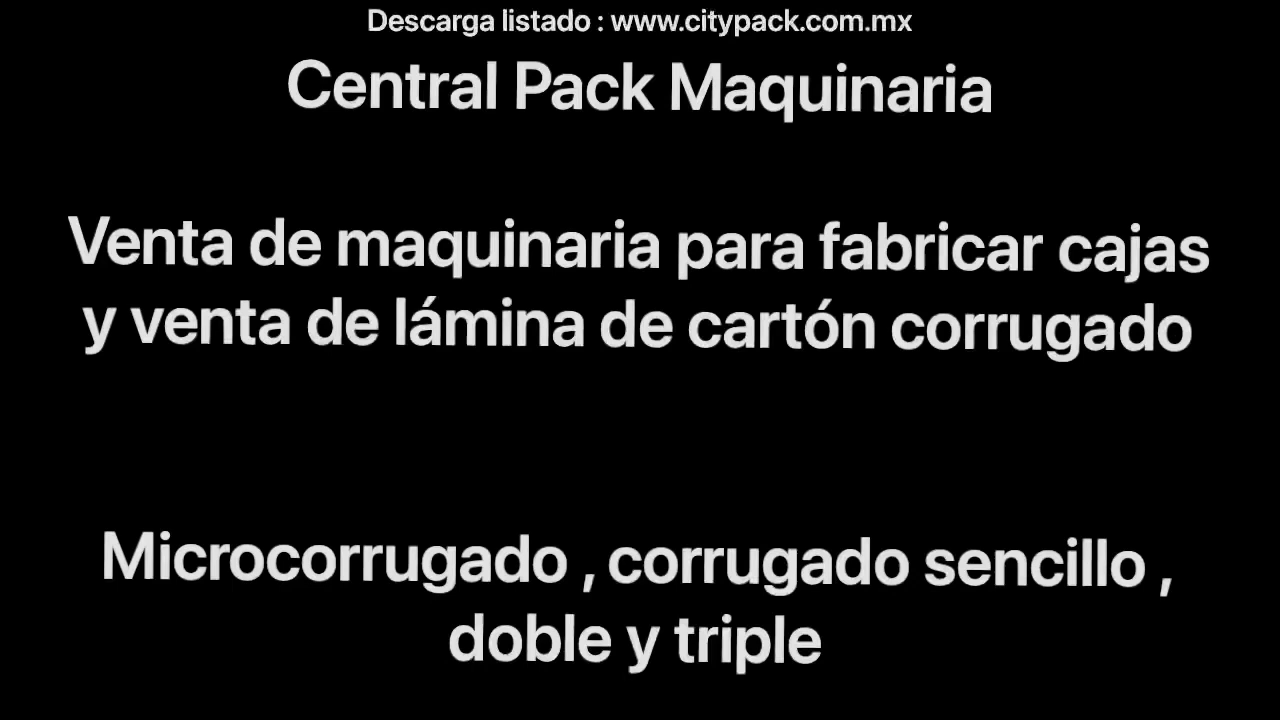 Descarga listado : www.citypack.com.mx
Central Pack Maquinaria
Venta de maquinaria para fabricar cajas
y venta de lámina de cartón corrugado
Microcorrugado , corrugado sencillo ,
doble y triple